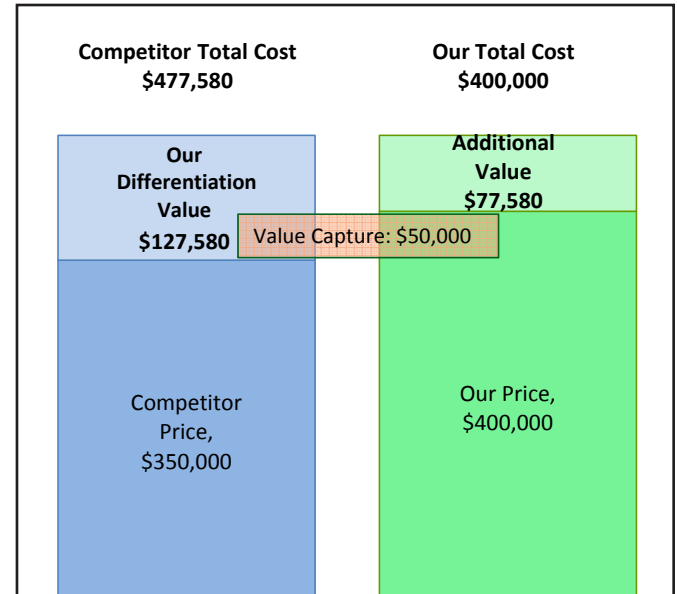 Competitor Total Cost
$477,580
Our Total Cost
$400,000
Our
Differentiation
Value
$127,580
Additional
Value
$77,580
Value Capture: $50,000
Competitor
Price,
$350,000
Our Price,
$400,000